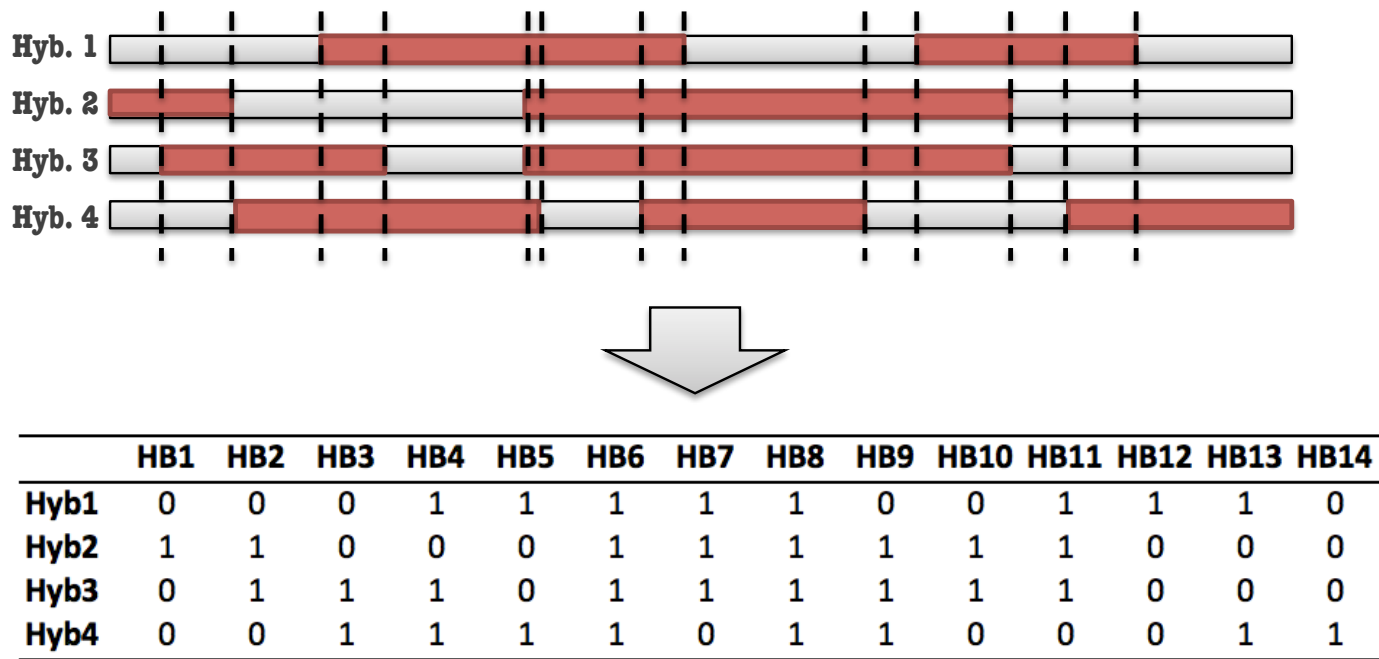 Hyb. 1
Hyb. 2
Hyb. 3
Hyb. 4
HB1 HB2 HB3 HB4 HB5 HB6 HB7 HB8 HB9 HB10 HB11 HB12 HB13 HB14
Hyb1 0 0 0 1 1 1 1 1 0 0 1 1 1 0
Hyb2 1 1 0 0 0 1 1 1 1 1 1 0 0 0
Hyb3 0 1 1 1 0 1 1 1 1 1 1 0 0 0
Hyb4 0 0 1 1 1 1 0 1 1 0 0 0 1 1